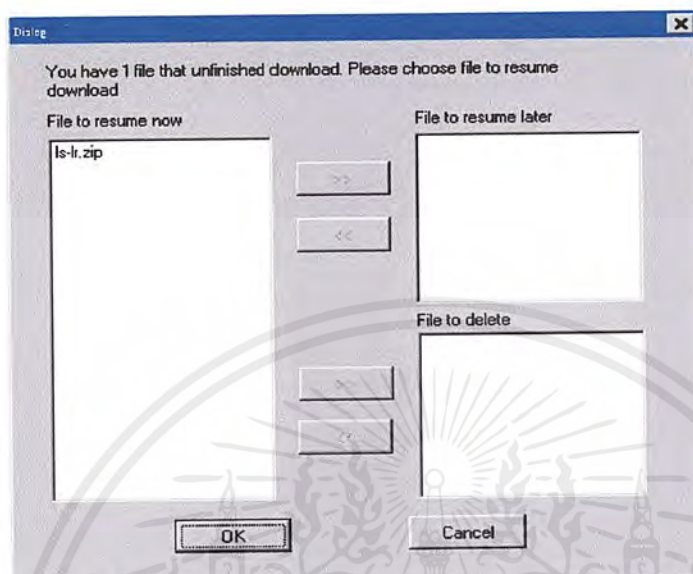 Dialog
You have 1 file that unfinished download. Please choose file to resume
download
File to resume now
File to resume later
ls-lr.zip
>>
<<
File to delete
>>
<<
OK
Cancel